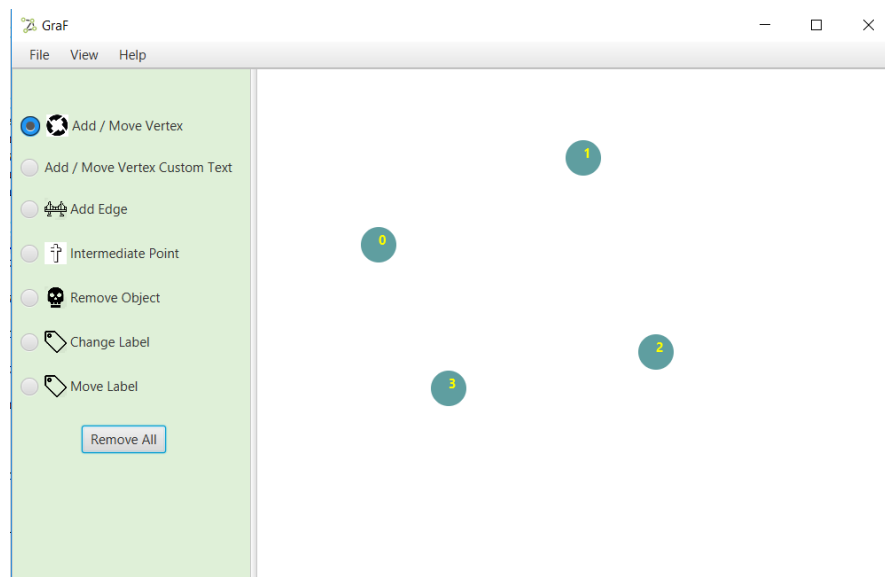 GraF
File View Help
Add / Move Vertex
Add / Move Vertex Custom Text
Add Edge
Intermediate Point
Remove Object
Change Label
Move Label
Remove All
1
0
2
3